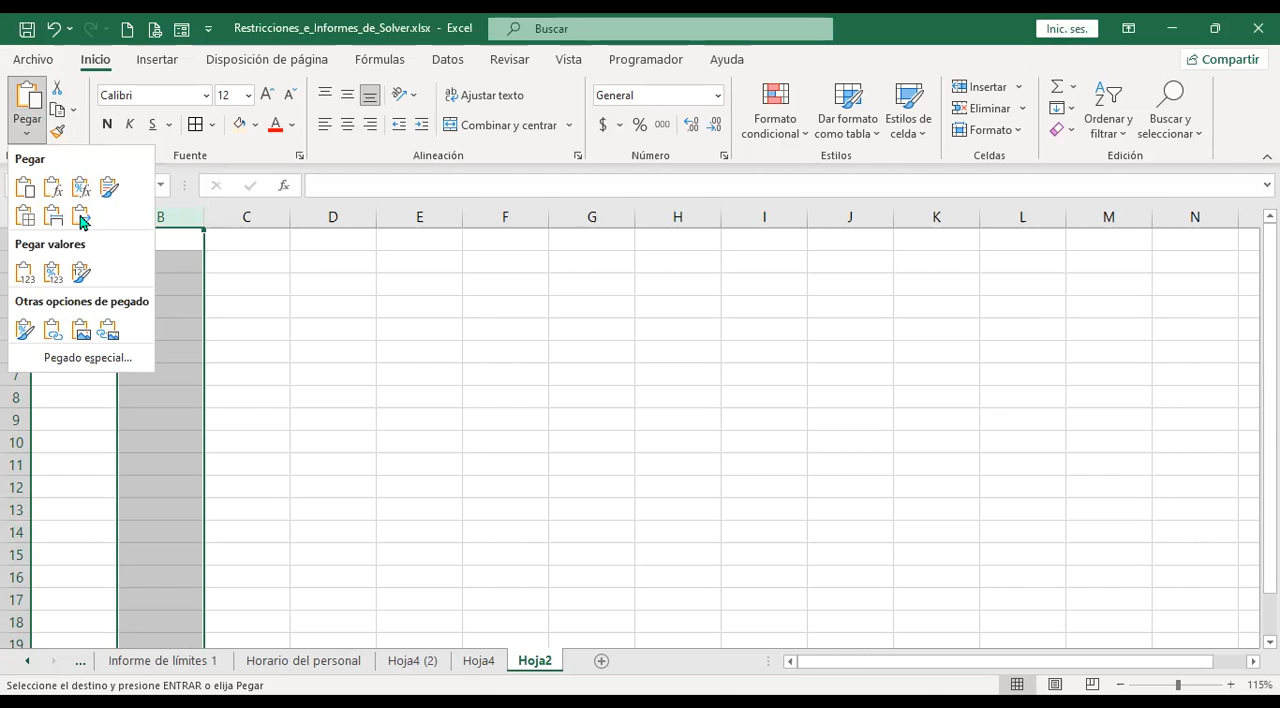 Restricciones_e_Informes_de_Solver.xlsx - Excel
Buscar
Inic. ses.
Archivo Inicio Insertar Disposición de página Fórmulas Datos Revisar Vista Programador Ayuda Compartir
Pegar
Calibri 12
N K S A
ab Ajustar texto
Combinar y centrar
General
$ % 000
Formato condicional
Dar formato como tabla
Estilos de celda
Insertar
Eliminar
Formato
Ordenar y filtrar
Buscar y seleccionar
Fuente Alineación Número Estilos Celdas Edición
Pegar
Pegar valores
Otras opciones de pegado
Pegado especial...
fx
B C D E F G H I J K L M N
7
8
9
10
11
12
13
14
15
16
17
18
19
... Informe de límites 1 Horario del personal Hoja4 (2) Hoja4 Hoja2
Seleccione el destino y presione ENTRAR o elija Pegar
115%